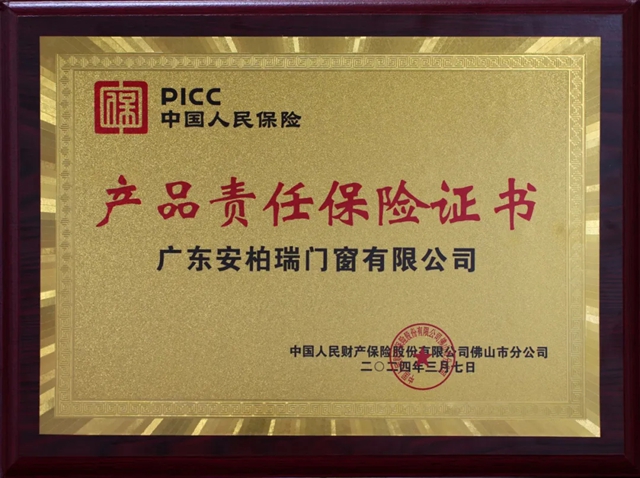 PICC
中国人民保险
产品责任保险证书
广东安柏瑞门窗有限公司
中国人民财产保险股份有限公司佛山市分公司
二〇二四年三月七日